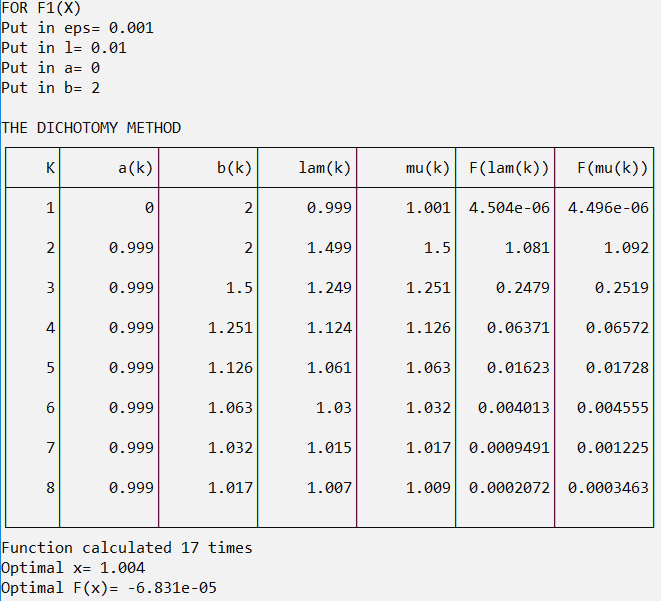 FOR F1(X)
Put in eps= 0.001
Put in l= 0.01
Put in a= 0
Put in b= 2
THE DICHOTOMY METHOD
K a(k) b(k) lam(k) mu(k) F(lam(k)) F(mu(k))
1 0 2 0.999 1.001 4.504e-06 4.496e-06
2 0.999 2 1.499 1.5 1.081 1.092
3 0.999 1.5 1.249 1.251 0.2479 0.2519
4 0.999 1.251 1.124 1.126 0.06371 0.06572
5 0.999 1.126 1.061 1.063 0.01623 0.01728
6 0.999 1.063 1.03 1.032 0.004013 0.004555
7 0.999 1.032 1.015 1.017 0.0009491 0.001225
8 0.999 1.017 1.007 1.009 0.0002072 0.0003463
Function calculated 17 times
Optimal x= 1.004
Optimal F(x)= -6.831e-05